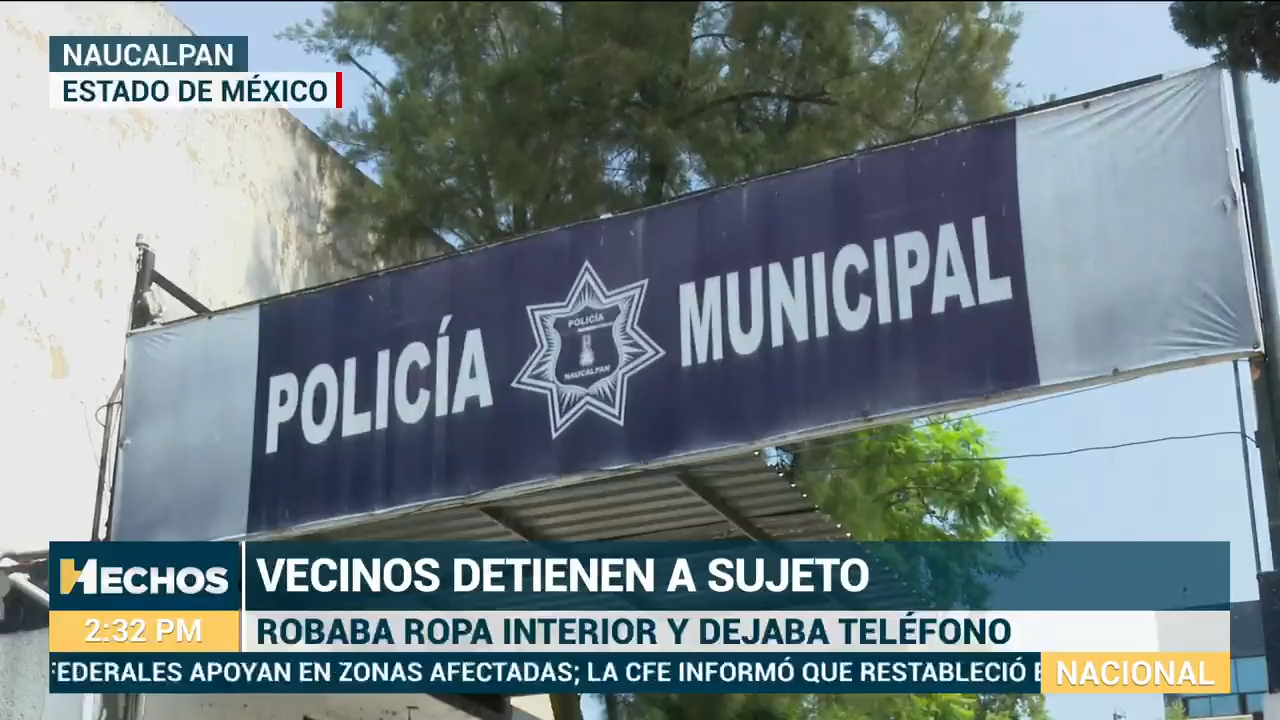 NAUCALPAN
ESTADO DE MÉXICO
POLICÍA MUNICIPAL
POLICÍA
NAUCALPAN
HECHOS
VECINOS DETIENEN A SUJETO
2:32 PM
ROBABA ROPA INTERIOR Y DEJABA TELÉFONO
FEDERALES APOYAN EN ZONAS AFECTADAS; LA CFE INFORMÓ QUE RESTABLECIÓ
NACIONAL